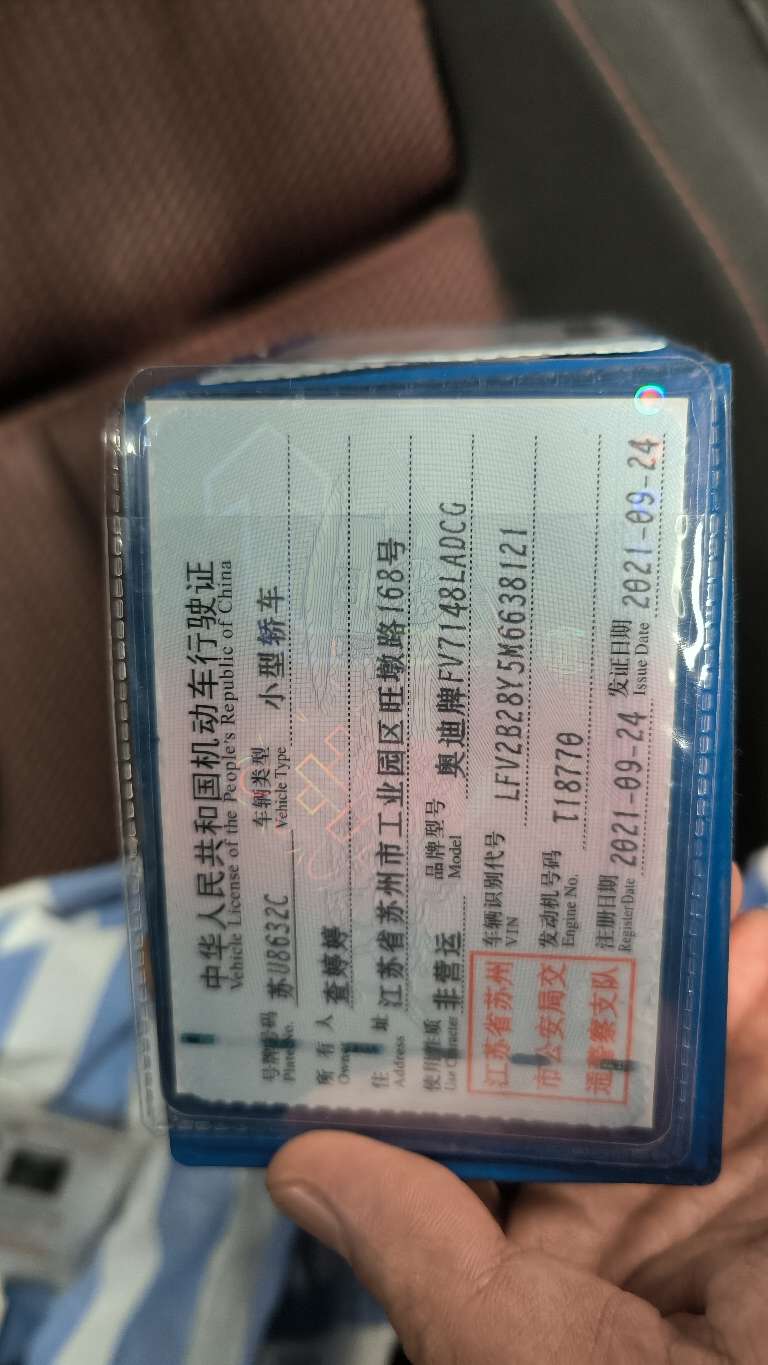 中华人民共和国机动车行驶证
Vehicle License of the People's Republic of China
号牌号码 苏U8632C 车辆类型 小型轿车
Plate No. Vehicle Type
所有人 查婷婷
Owner
住址 江苏省苏州市工业园区旺墩路168号
Address
使用性质 非营运 品牌型号 奥迪牌FV7148LADCG
Use Character Model
江苏省苏州
市公安局交
通警察支队
车辆识别代号 LFV2B28Y5M6638121
VIN
发动机号码 T18770
Engine No.
注册日期 2021-09-24 发证日期 2021-09-24
Register Date Issue Date